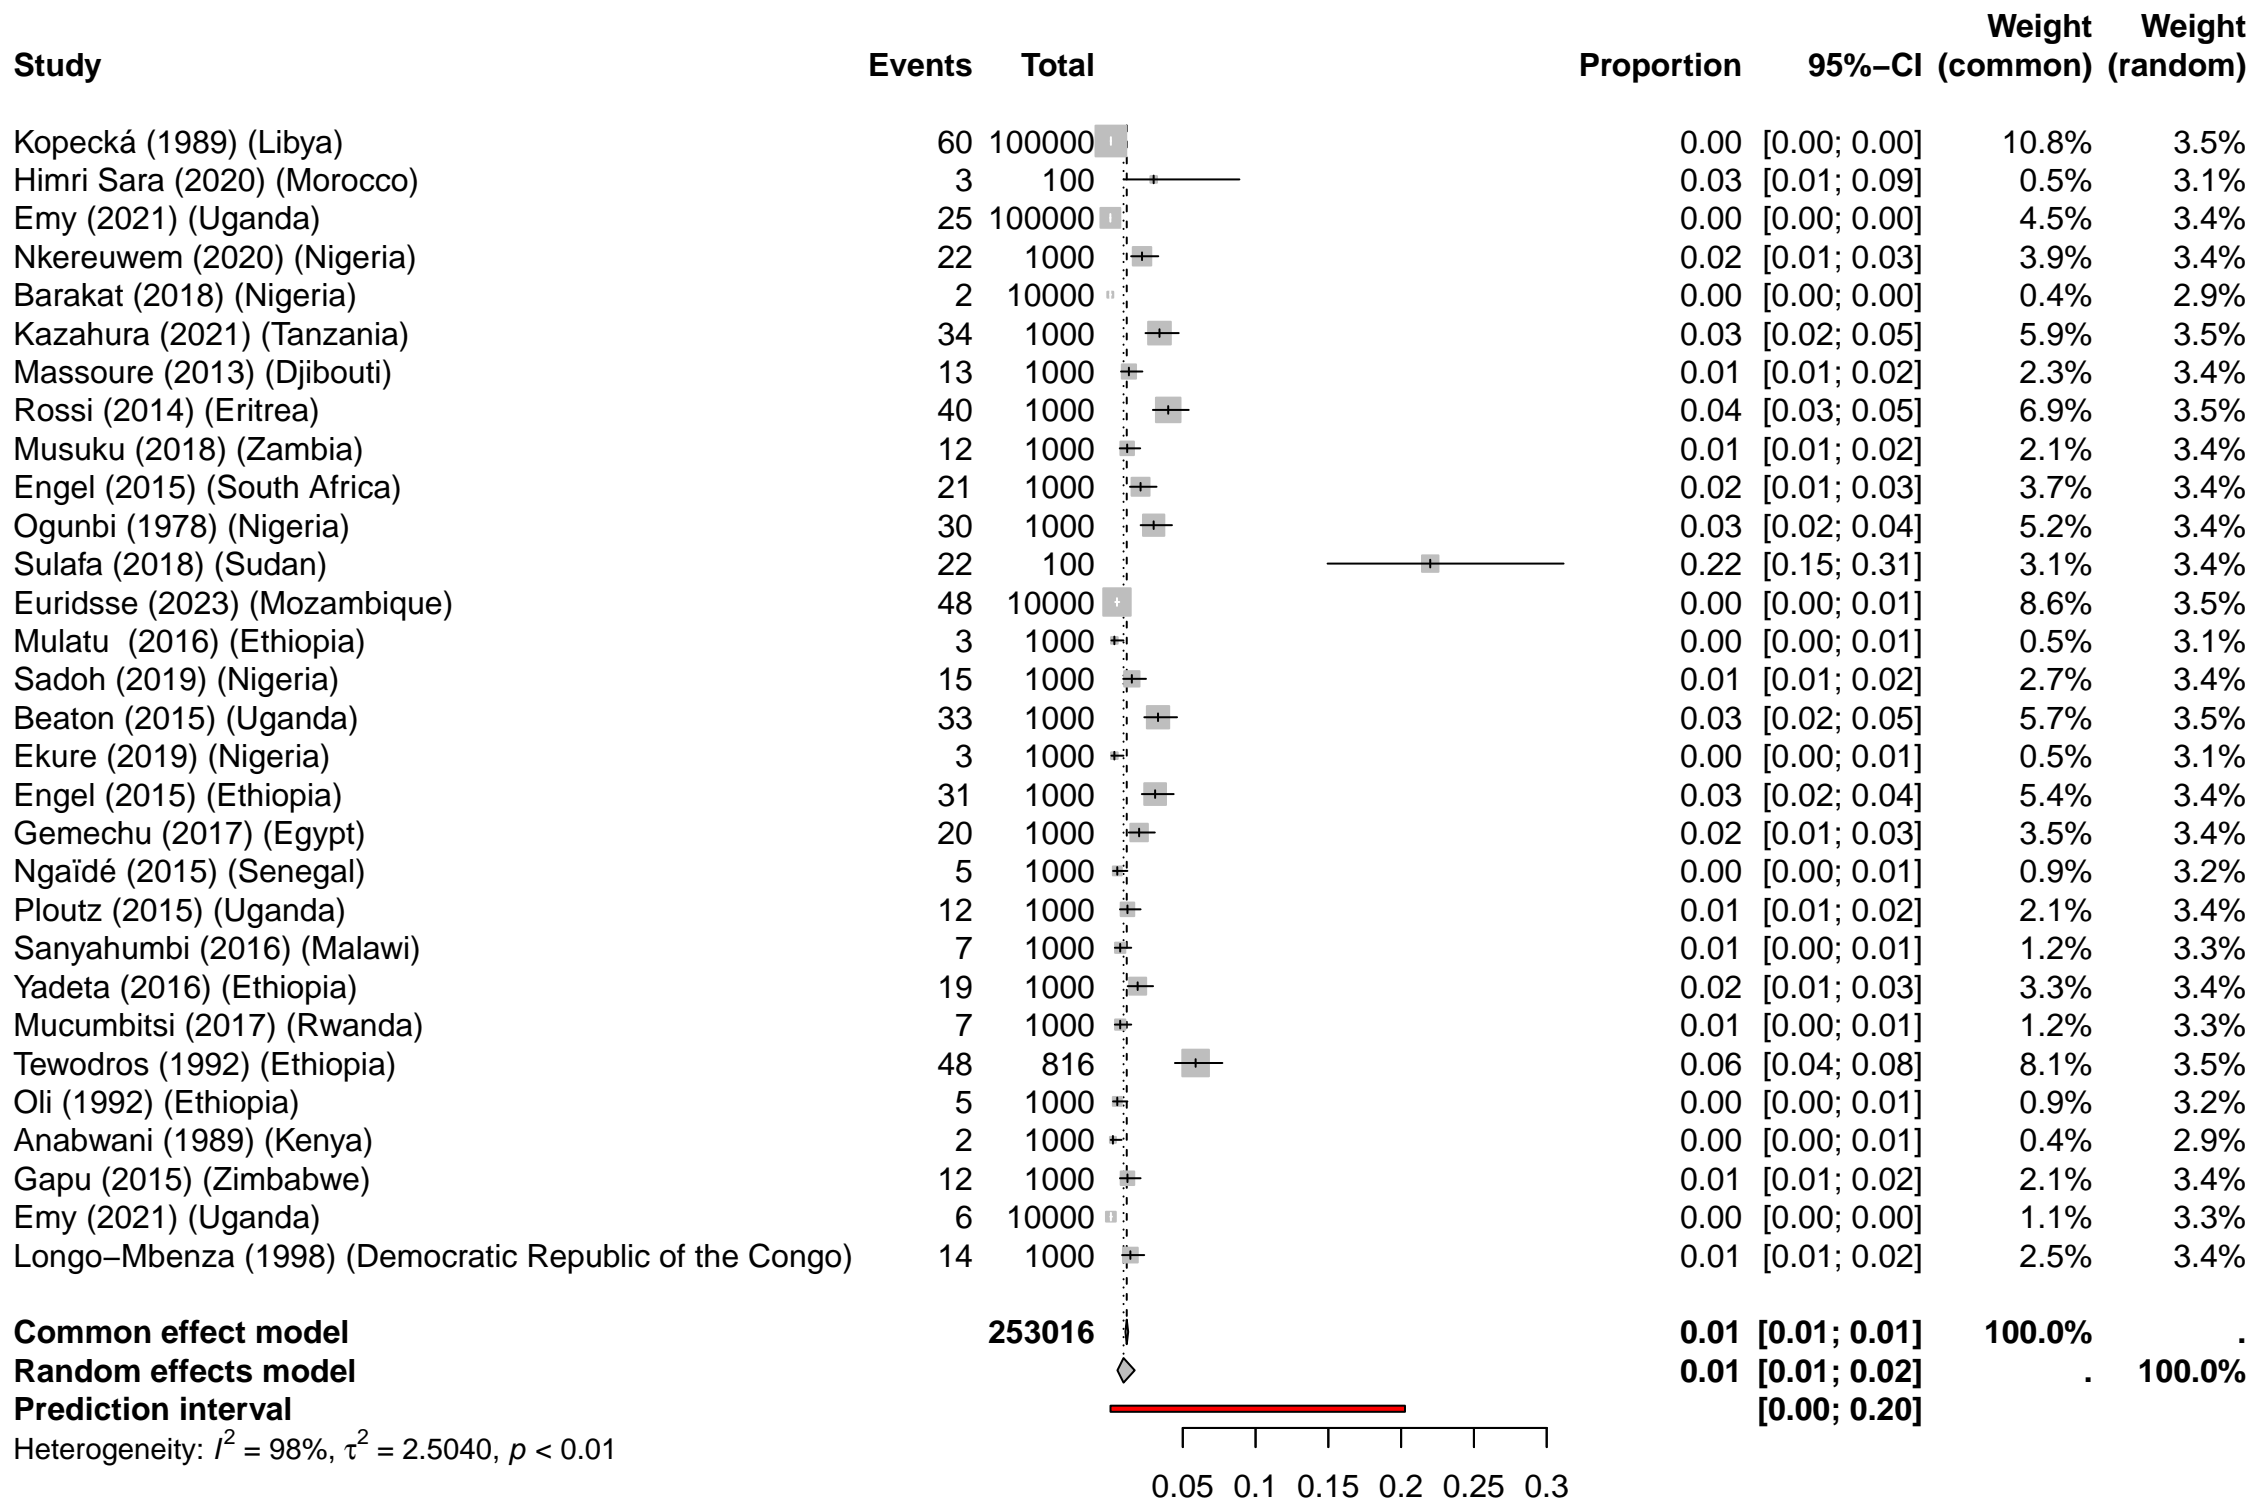 Weight Weight
Study Events Total Proportion 95%−CI (common) (random)
Kopecká (1989) (Libya) 60 100000 0.00 [0.00; 0.00] 10.8% 3.5%
Himri Sara (2020) (Morocco) 3 100 0.03 [0.01; 0.09] 0.5% 3.1%
Emy (2021) (Uganda) 25 100000 0.00 [0.00; 0.00] 4.5% 3.4%
Nkereuwem (2020) (Nigeria) 22 1000 0.02 [0.01; 0.03] 3.9% 3.4%
Barakat (2018) (Nigeria) 2 10000 0.00 [0.00; 0.00] 0.4% 2.9%
Kazahura (2021) (Tanzania) 34 1000 0.03 [0.02; 0.05] 5.9% 3.5%
Massoure (2013) (Djibouti) 13 1000 0.01 [0.01; 0.02] 2.3% 3.4%
Rossi (2014) (Eritrea) 40 1000 0.04 [0.03; 0.05] 6.9% 3.5%
Musuku (2018) (Zambia) 12 1000 0.01 [0.01; 0.02] 2.1% 3.4%
Engel (2015) (South Africa) 21 1000 0.02 [0.01; 0.03] 3.7% 3.4%
Ogunbi (1978) (Nigeria) 30 1000 0.03 [0.02; 0.04] 5.2% 3.4%
Sulafa (2018) (Sudan) 22 100 0.22 [0.15; 0.31] 3.1% 3.4%
Euridsse (2023) (Mozambique) 48 10000 0.00 [0.00; 0.01] 8.6% 3.5%
Mulatu  (2016) (Ethiopia) 3 1000 0.00 [0.00; 0.01] 0.5% 3.1%
Sadoh (2019) (Nigeria) 15 1000 0.01 [0.01; 0.02] 2.7% 3.4%
Beaton (2015) (Uganda) 33 1000 0.03 [0.02; 0.05] 5.7% 3.5%
Ekure (2019) (Nigeria) 3 1000 0.00 [0.00; 0.01] 0.5% 3.1%
Engel (2015) (Ethiopia) 31 1000 0.03 [0.02; 0.04] 5.4% 3.4%
Gemechu (2017) (Egypt) 20 1000 0.02 [0.01; 0.03] 3.5% 3.4%
Ngaïdé (2015) (Senegal) 5 1000 0.00 [0.00; 0.01] 0.9% 3.2%
Ploutz (2015) (Uganda) 12 1000 0.01 [0.01; 0.02] 2.1% 3.4%
Sanyahumbi (2016) (Malawi) 7 1000 0.01 [0.00; 0.01] 1.2% 3.3%
Yadeta (2016) (Ethiopia) 19 1000 0.02 [0.01; 0.03] 3.3% 3.4%
Mucumbitsi (2017) (Rwanda) 7 1000 0.01 [0.00; 0.01] 1.2% 3.3%
Tewodros (1992) (Ethiopia) 48 816 0.06 [0.04; 0.08] 8.1% 3.5%
Oli (1992) (Ethiopia) 5 1000 0.00 [0.00; 0.01] 0.9% 3.2%
Anabwani (1989) (Kenya) 2 1000 0.00 [0.00; 0.01] 0.4% 2.9%
Gapu (2015) (Zimbabwe) 12 1000 0.01 [0.01; 0.02] 2.1% 3.4%
Emy (2021) (Uganda) 6 10000 0.00 [0.00; 0.00] 1.1% 3.3%
Longo−Mbenza (1998) (Democratic Republic of the Congo) 14 1000 0.01 [0.01; 0.02] 2.5% 3.4%
Common effect model 253016 0.01 [0.01; 0.01] 100.0% .
Random effects model 0.01 [0.01; 0.02] . 100.0%
Prediction interval [0.00; 0.20]
Heterogeneity: I² = 98%, τ² = 2.5040, p < 0.01
0.05 0.1 0.15 0.2 0.25 0.3